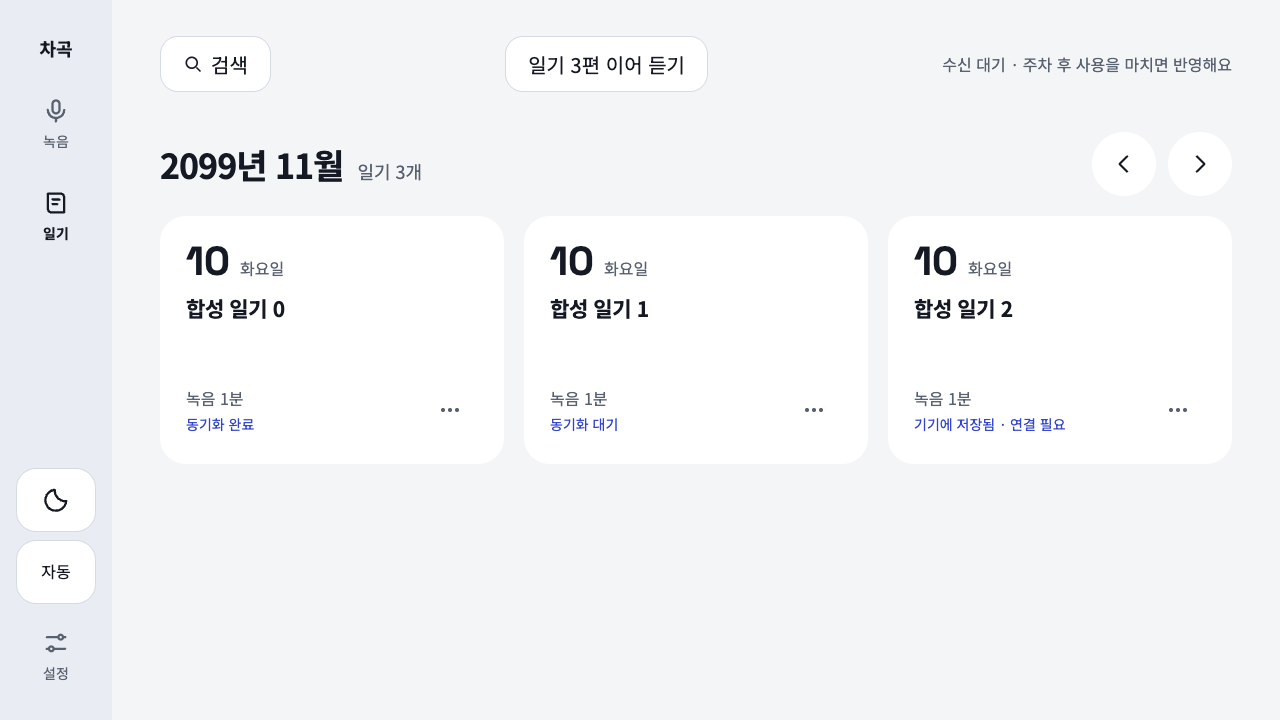 차곡
녹음
일기
자동
설정
검색
일기 3편 이어 듣기
수신 대기 · 주차 후 사용을 마치면 반영해요
2099년 11월 일기 3개
10 화요일
합성 일기 0
녹음 1분
동기화 완료
10 화요일
합성 일기 1
녹음 1분
동기화 대기
10 화요일
합성 일기 2
녹음 1분
기기에 저장됨 · 연결 필요